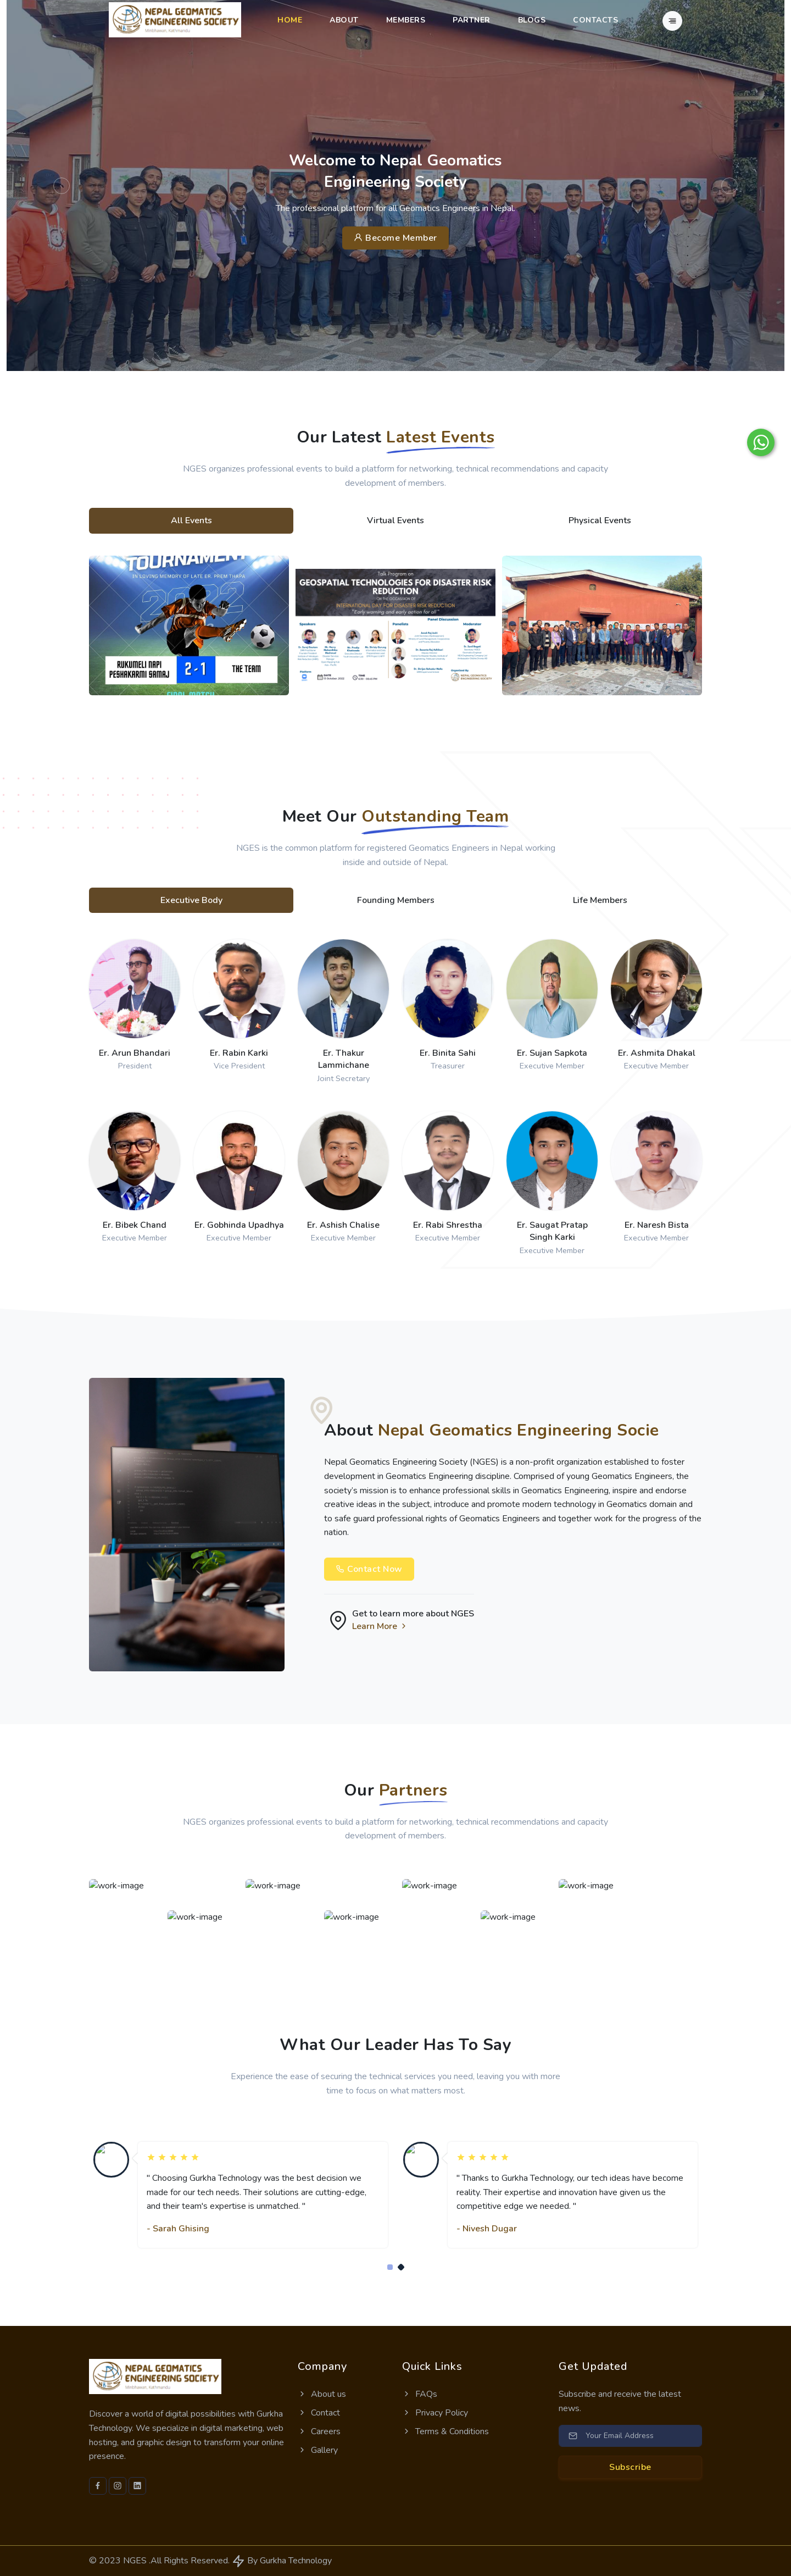 NEPAL GEOMATICS
ENGINEERING SOCIETY
HOME
ABOUT
MEMBERS
PARTNER
BLOGS
CONTACTS
Welcome to Nepal Geomatics
Engineering Society
The professional platform for all Geomatics Engineers in Nepal.
Become Member
Our Latest Latest Events
NGES organizes professional events to build a platform for networking, technical recommendations and capacity
development of members.
All Events
Virtual Events
Physical Events
TOURNAMENT
IN LOVING MEMORY OF LATE ER. PREM THAPA
2022
RUKUMELI NAPI
PESHAKARMI SAMAJ
2-1
THE TEAM
FINAL MATCH
Talk Program on
GEOSPATIAL TECHNOLOGIES FOR DISASTER RISK
REDUCTION
INTERNATIONAL DAY FOR DISASTER RISK REDUCTION
"Early warning and early action for all"
Speakers
Panelists
Panel Discussion
Moderator
Meet Our Outstanding Team
NGES is the common platform for registered Geomatics Engineers in Nepal working
inside and outside of Nepal.
Executive Body
Founding Members
Life Members
Er. Arun Bhandari
President
Er. Rabin Karki
Vice President
Er. Thakur
Lammichane
Joint Secretary
Er. Binita Sahi
Treasurer
Er. Sujan Sapkota
Executive Member
Er. Ashmita Dhakal
Executive Member
Er. Bibek Chand
Executive Member
Er. Gobhinda Upadhya
Executive Member
Er. Ashish Chalise
Executive Member
Er. Rabi Shrestha
Executive Member
Er. Saugat Pratap
Singh Karki
Executive Member
Er. Naresh Bista
Executive Member
About Nepal Geomatics Engineering Socie
Nepal Geomatics Engineering Society (NGES) is a non-profit organization established to foster
development in Geomatics Engineering discipline. Comprised of young Geomatics Engineers, the
society's mission is to enhance professional skills in Geomatics Engineering, inspire and endorse
creative ideas in the subject, introduce and promote modern technology in Geomatics domain and
to safe guard professional rights of Geomatics Engineers and together work for the progress of the
nation.
Contact Now
Get to learn more about NGES
Learn More
Our Partners
NGES organizes professional events to build a platform for networking, technical recommendations and capacity
development of members.
work-image
work-image
work-image
work-image
work-image
work-image
work-image
What Our Leader Has To Say
Experience the ease of securing the technical services you need, leaving you with more
time to focus on what matters most.
" Choosing Gurkha Technology was the best decision we
made for our tech needs. Their solutions are cutting-edge,
and their team's expertise is unmatched. "
- Sarah Ghising
" Thanks to Gurkha Technology, our tech ideas have become
reality. Their expertise and innovation have given us the
competitive edge we needed. "
- Nivesh Dugar
NEPAL GEOMATICS
ENGINEERING SOCIETY
Discover a world of digital possibilities with Gurkha
Technology. We specialize in digital marketing, web
hosting, and graphic design to transform your online
presence.
Company
About us
Contact
Careers
Gallery
Quick Links
FAQs
Privacy Policy
Terms & Conditions
Get Updated
Subscribe and receive the latest
news.
Your Email Address
Subscribe
© 2023 NGES .All Rights Reserved. By Gurkha Technology